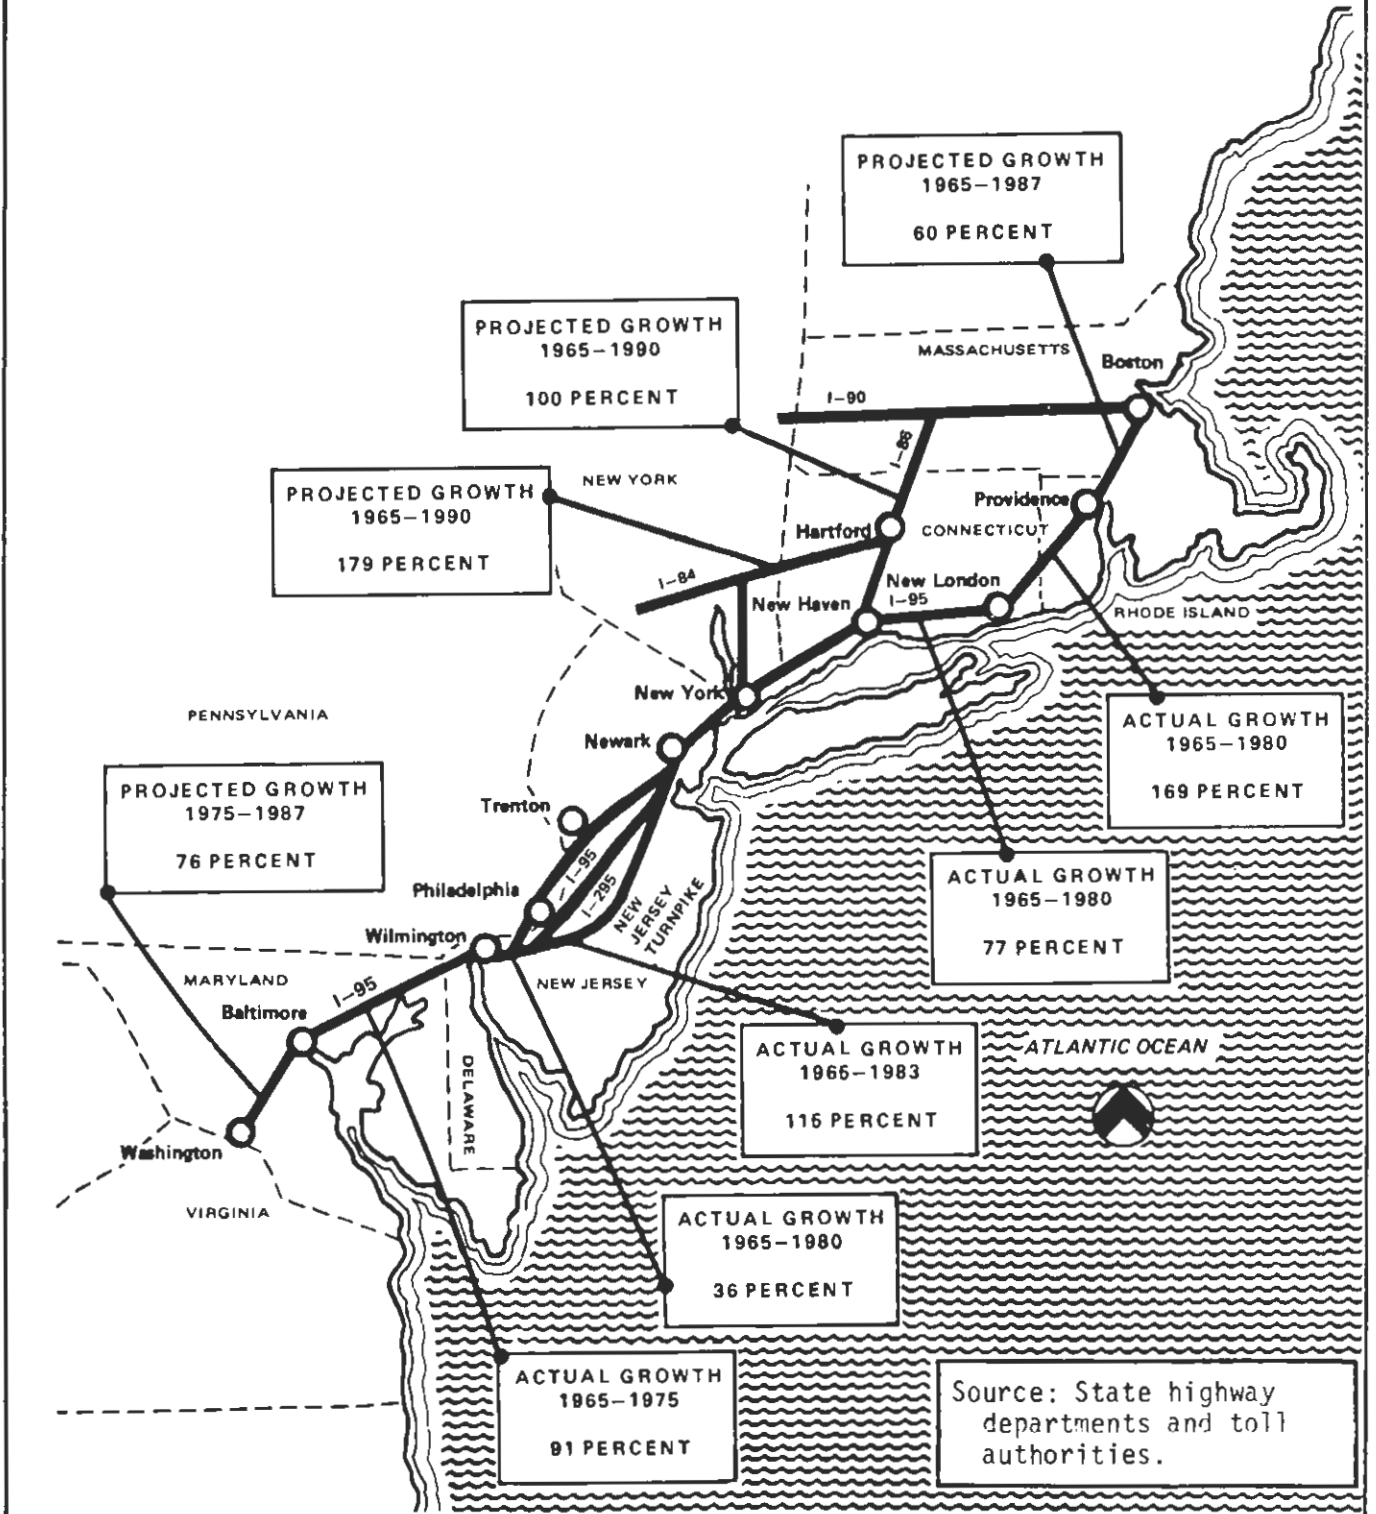 PROJECTED GROWTH
1965–1987
60 PERCENT
PROJECTED GROWTH
1965–1990
100 PERCENT
MASSACHUSETTS
Boston
I–90
I–86
PROJECTED GROWTH
1965–1990
179 PERCENT
NEW YORK
Providence
Hartford
CONNECTICUT
I–84
New Haven
New London
I–95
RHODE ISLAND
New York
PENNSYLVANIA
Newark
ACTUAL GROWTH
1965–1980
169 PERCENT
PROJECTED GROWTH
1975–1987
76 PERCENT
Trenton
I–95
I–295
NEW
JERSEY
TURNPIKE
Philadelphia
ACTUAL GROWTH
1965–1980
77 PERCENT
Wilmington
MARYLAND
I–95
NEW JERSEY
Baltimore
ACTUAL GROWTH
1965–1983
115 PERCENT
ATLANTIC OCEAN
DELAWARE
Washington
VIRGINIA
ACTUAL GROWTH
1965–1980
36 PERCENT
ACTUAL GROWTH
1965–1975
91 PERCENT
Source: State highway
departments and toll
authorities.